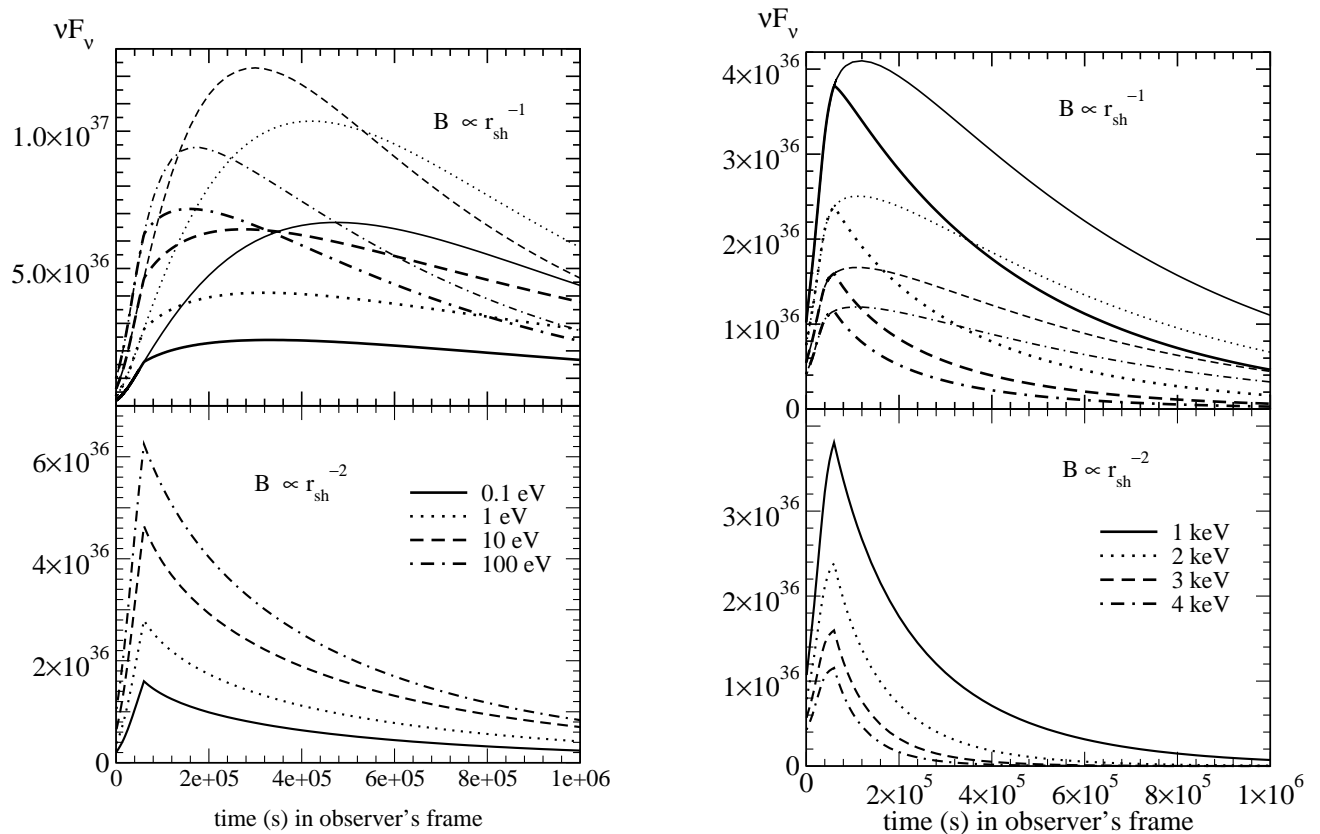 νF_ν
B ∝ r_sh^−1
1.0×10^37
5.0×10^36
B ∝ r_sh^−2
6×10^36
4×10^36
2×10^36
0
0.1 eV
1 eV
10 eV
100 eV
0 2e+05 4e+05 6e+05 8e+05 1e+06
time (s) in observer's frame
νF_ν
B ∝ r_sh^−1
4×10^36
3×10^36
2×10^36
1×10^36
0
B ∝ r_sh^−2
3×10^36
2×10^36
1×10^36
0
1 keV
2 keV
3 keV
4 keV
0 2×10^5 4×10^5 6×10^5 8×10^5 1×10^6
time (s) in observer's frame